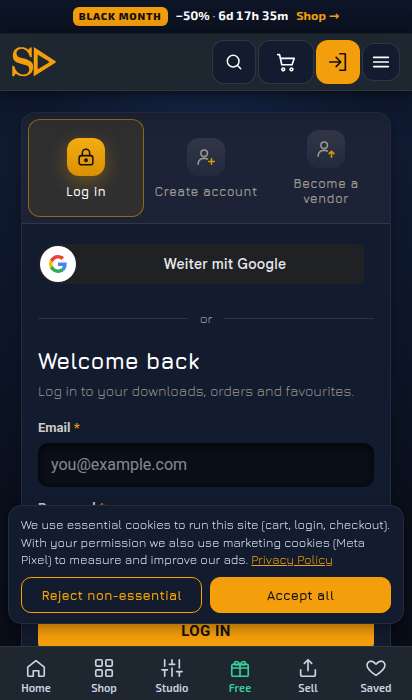 BLACK MONTH −50% · 6d 17h 35m Shop →
S
Log in
Create account
Become a
vendor
Weiter mit Google
or
Welcome back
Log in to your downloads, orders and favourites.
Email *
you@example.com
We use essential cookies to run this site (cart, login, checkout).
With your permission we also use marketing cookies (Meta
Pixel) to measure and improve our ads. Privacy Policy
Reject non-essential
Accept all
LOG IN
Home
Shop
Studio
Free
Sell
Saved